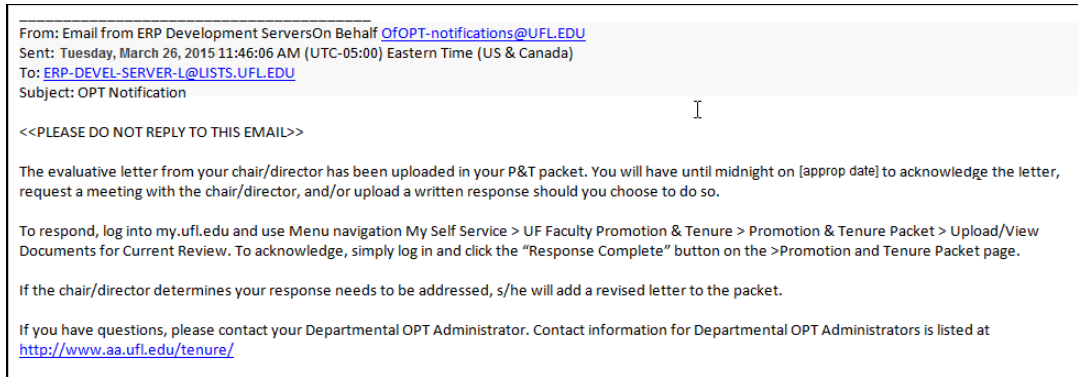 From: Email from ERP Development ServersOn Behalf OfOPT-notifications@UFL.EDU
Sent: Tuesday, March 26, 2015 11:46:06 AM (UTC-05:00) Eastern Time (US & Canada)
To: ERP-DEVEL-SERVER-L@LISTS.UFL.EDU
Subject: OPT Notification
<<PLEASE DO NOT REPLY TO THIS EMAIL>>
The evaluative letter from your chair/director has been uploaded in your P&T packet. You will have until midnight on [approp date] to acknowledge the letter,
request a meeting with the chair/director, and/or upload a written response should you choose to do so.
To respond, log into my.ufl.edu and use Menu navigation My Self Service > UF Faculty Promotion & Tenure > Promotion & Tenure Packet > Upload/View
Documents for Current Review. To acknowledge, simply log in and click the “Response Complete” button on the >Promotion and Tenure Packet page.
If the chair/director determines your response needs to be addressed, s/he will add a revised letter to the packet.
If you have questions, please contact your Departmental OPT Administrator. Contact information for Departmental OPT Administrators is listed at
http://www.aa.ufl.edu/tenure/